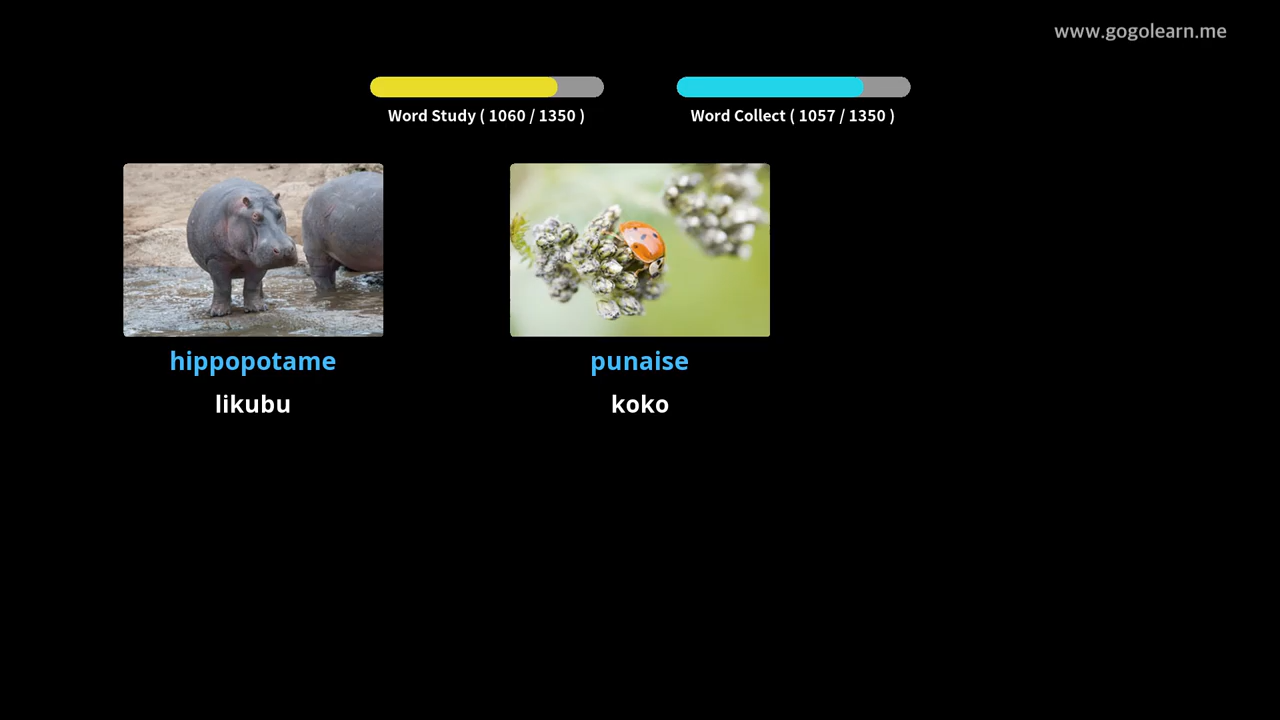 www.gogolearn.me
Word Study ( 1060 / 1350 )
Word Collect ( 1057 / 1350 )
hippopotame
likubu
punaise
koko